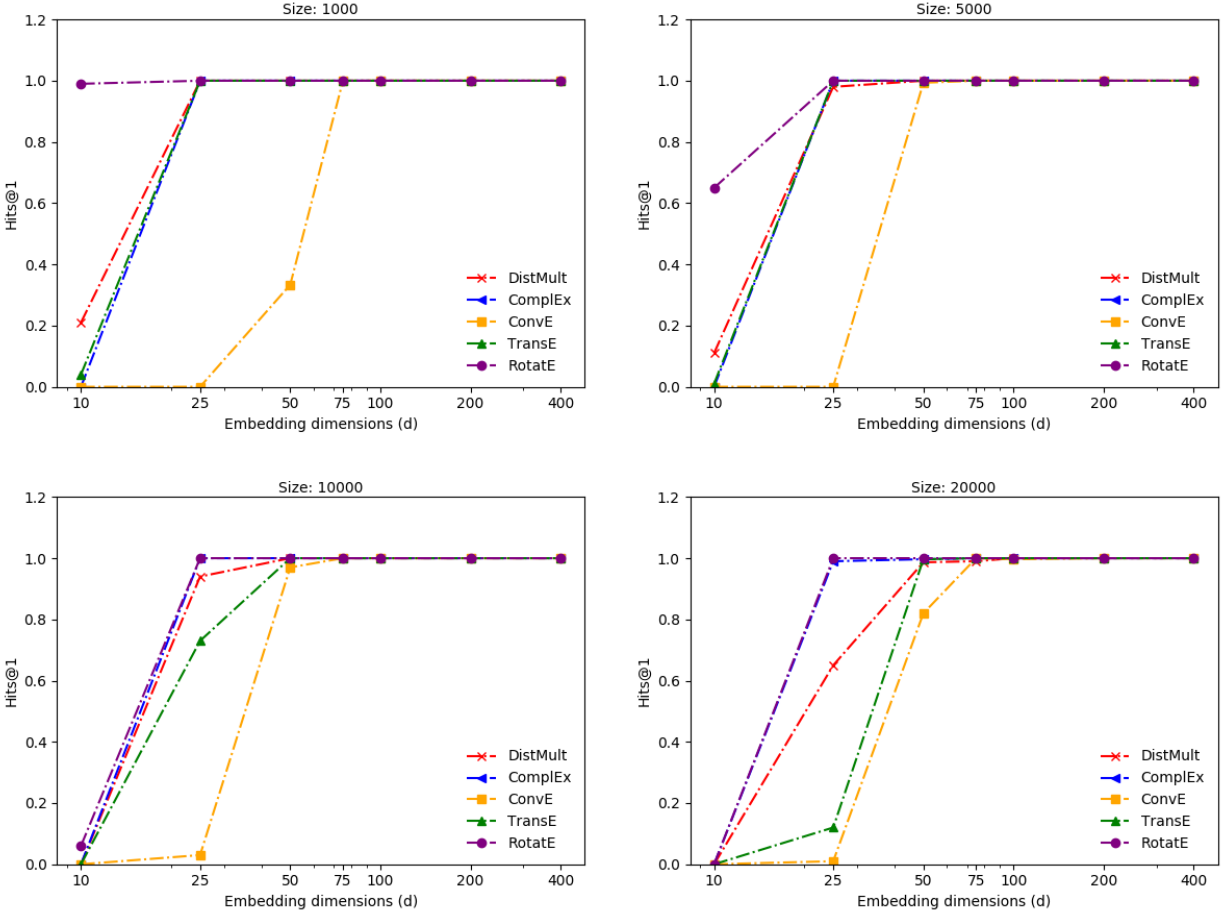 Size: 1000
1.2
1.0
0.8
0.6
0.4
0.2
0.0
Hits@1
DistMult
ComplEx
ConvE
TransE
RotatE
10 25 50 75 100 200 400
Embedding dimensions (d)
Size: 5000
1.2
1.0
0.8
0.6
0.4
0.2
0.0
Hits@1
DistMult
ComplEx
ConvE
TransE
RotatE
10 25 50 75 100 200 400
Embedding dimensions (d)
Size: 10000
1.2
1.0
0.8
0.6
0.4
0.2
0.0
Hits@1
DistMult
ComplEx
ConvE
TransE
RotatE
10 25 50 75 100 200 400
Embedding dimensions (d)
Size: 20000
1.2
1.0
0.8
0.6
0.4
0.2
0.0
Hits@1
DistMult
ComplEx
ConvE
TransE
RotatE
10 25 50 75 100 200 400
Embedding dimensions (d)